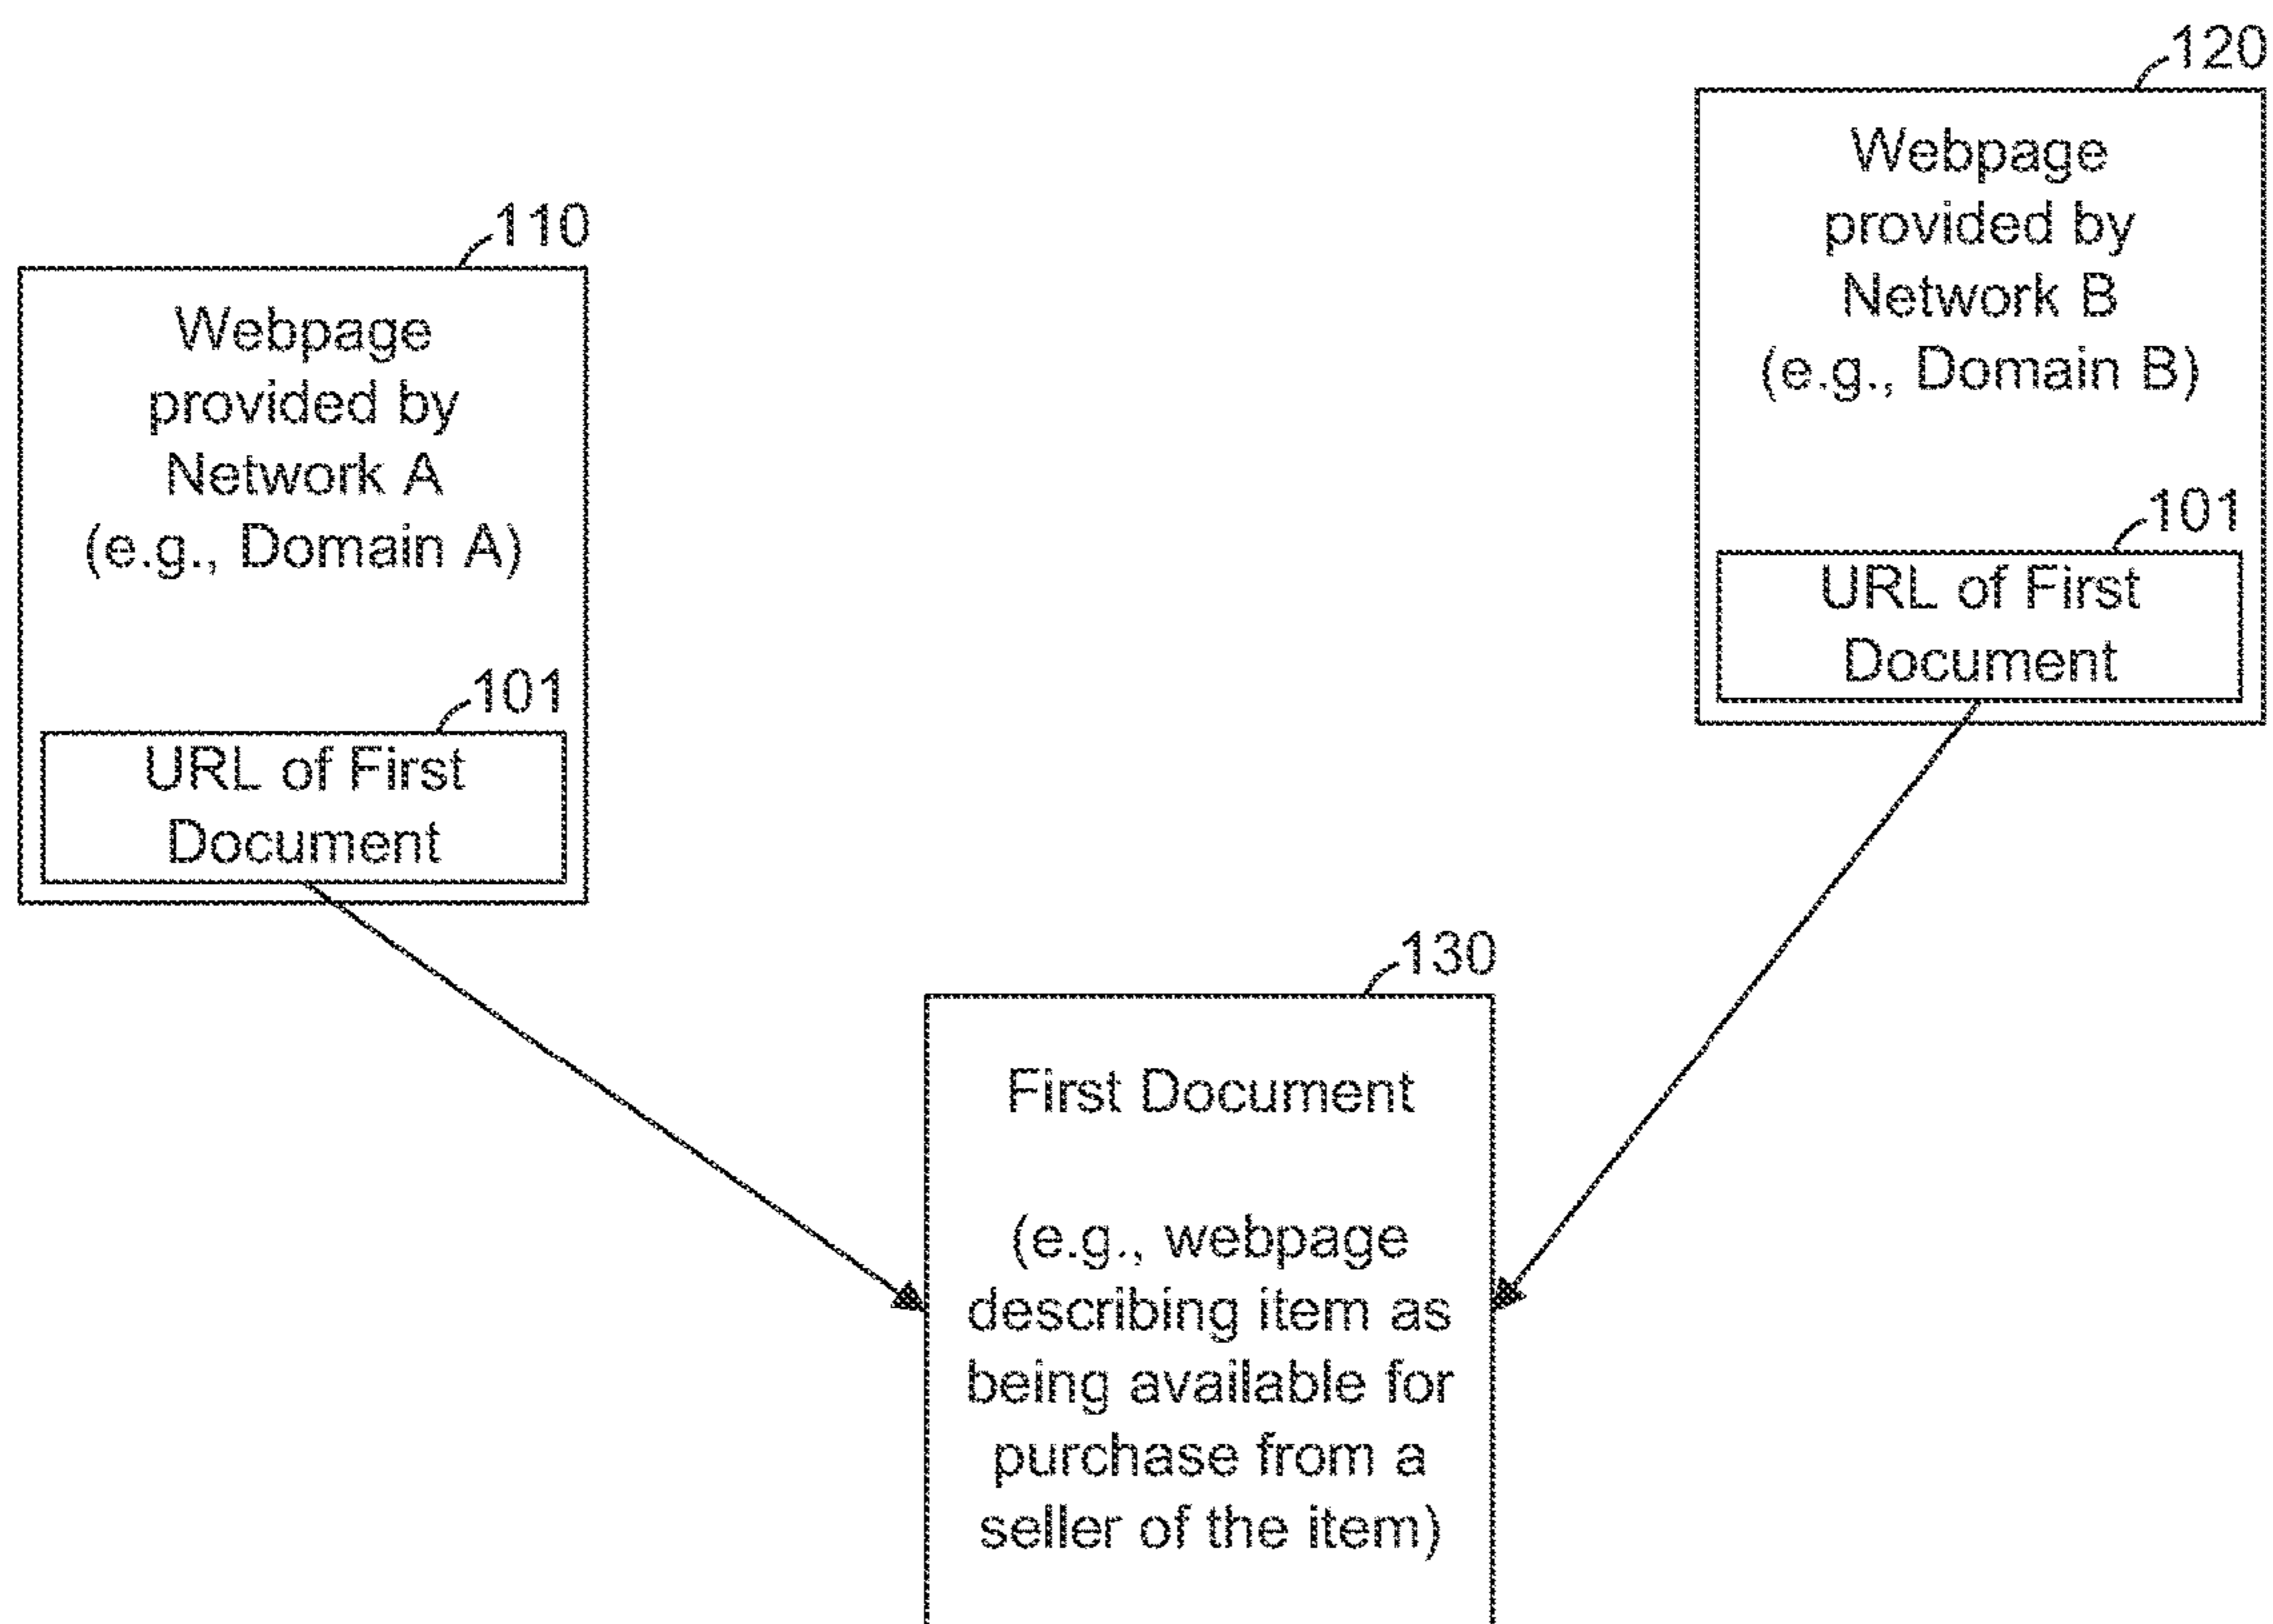 110
Webpage
provided by
Network A
(e.g., Domain A)
101
URL of First
Document
120
Webpage
provided by
Network B
(e.g., Domain B)
101
URL of First
Document
130
First Document
(e.g., webpage
describing item as
being available for
purchase from a
seller of the item)